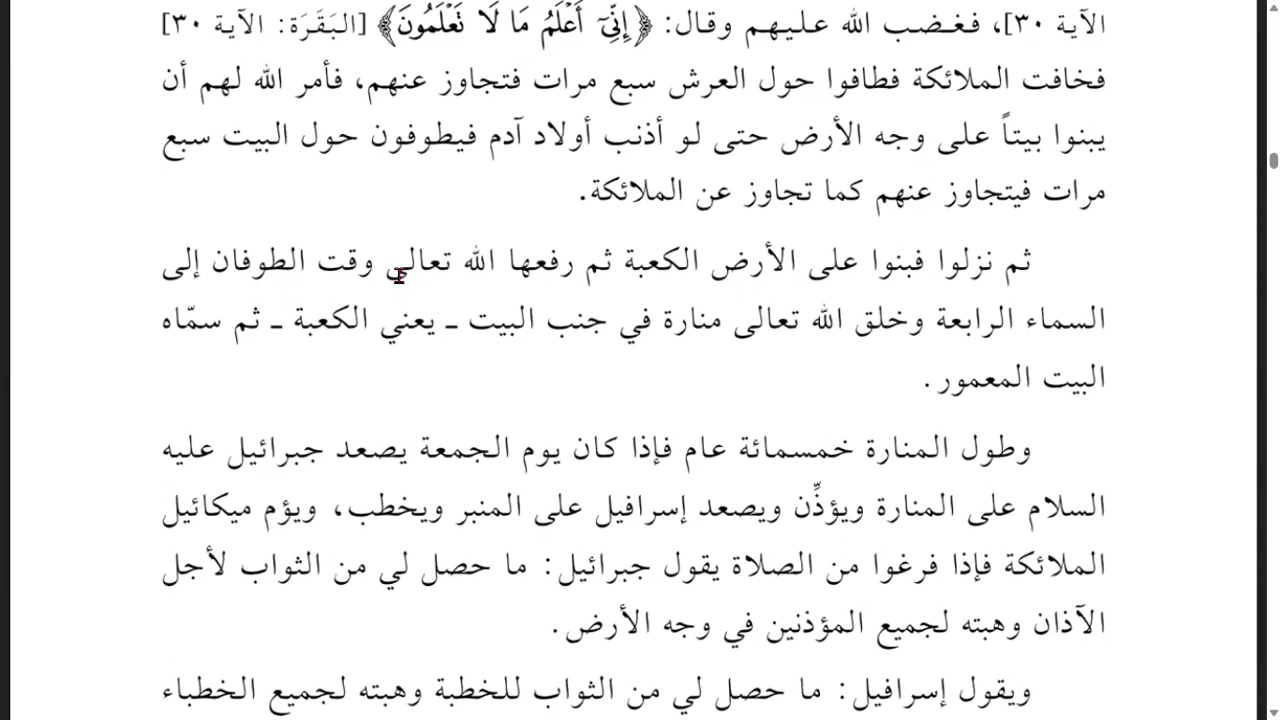 الآية ٣٠]، فغضب الله عليهم وقال: ﴿إِنِّيٓ أَعْلَمُ مَا لَا تَعْلَمُونَ﴾ [البَقَرَة: الآية ٣٠]
فخافت الملائكة فطافوا حول العرش سبع مرات فتجاوز عنهم، فأمر الله لهم أن
يبنوا بيتاً على وجه الأرض حتى لو أذنب أولاد آدم فيطوفون حول البيت سبع
مرات فيتجاوز عنهم كما تجاوز عن الملائكة.
ثم نزلوا فبنوا على الأرض الكعبة ثم رفعها الله تعالى وقت الطوفان إلى
السماء الرابعة وخلق الله تعالى منارة في جنب البيت ـ يعني الكعبة ـ ثم سمّاه
البيت المعمور.
وطول المنارة خمسمائة عام فإذا كان يوم الجمعة يصعد جبرائيل عليه
السلام على المنارة ويؤذِّن ويصعد إسرافيل على المنبر ويخطب، ويؤم ميكائيل
الملائكة فإذا فرغوا من الصلاة يقول جبرائيل: ما حصل لي من الثواب لأجل
الآذان وهبته لجميع المؤذنين في وجه الأرض.
ويقول إسرافيل: ما حصل لي من الثواب للخطبة وهبته لجميع الخطباء